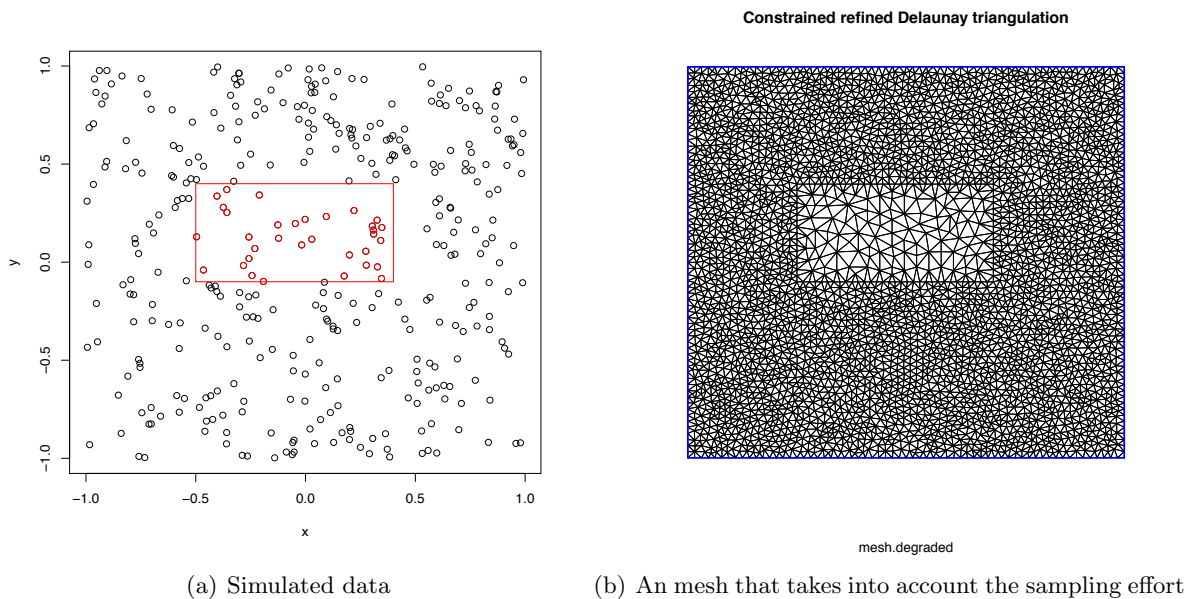 Constrained refined Delaunay triangulation
1.0
0.5
0.0
−0.5
−1.0
y
−1.0 −0.5 0.0 0.5 1.0
x
mesh.degraded
(a) Simulated data
(b) An mesh that takes into account the sampling effort